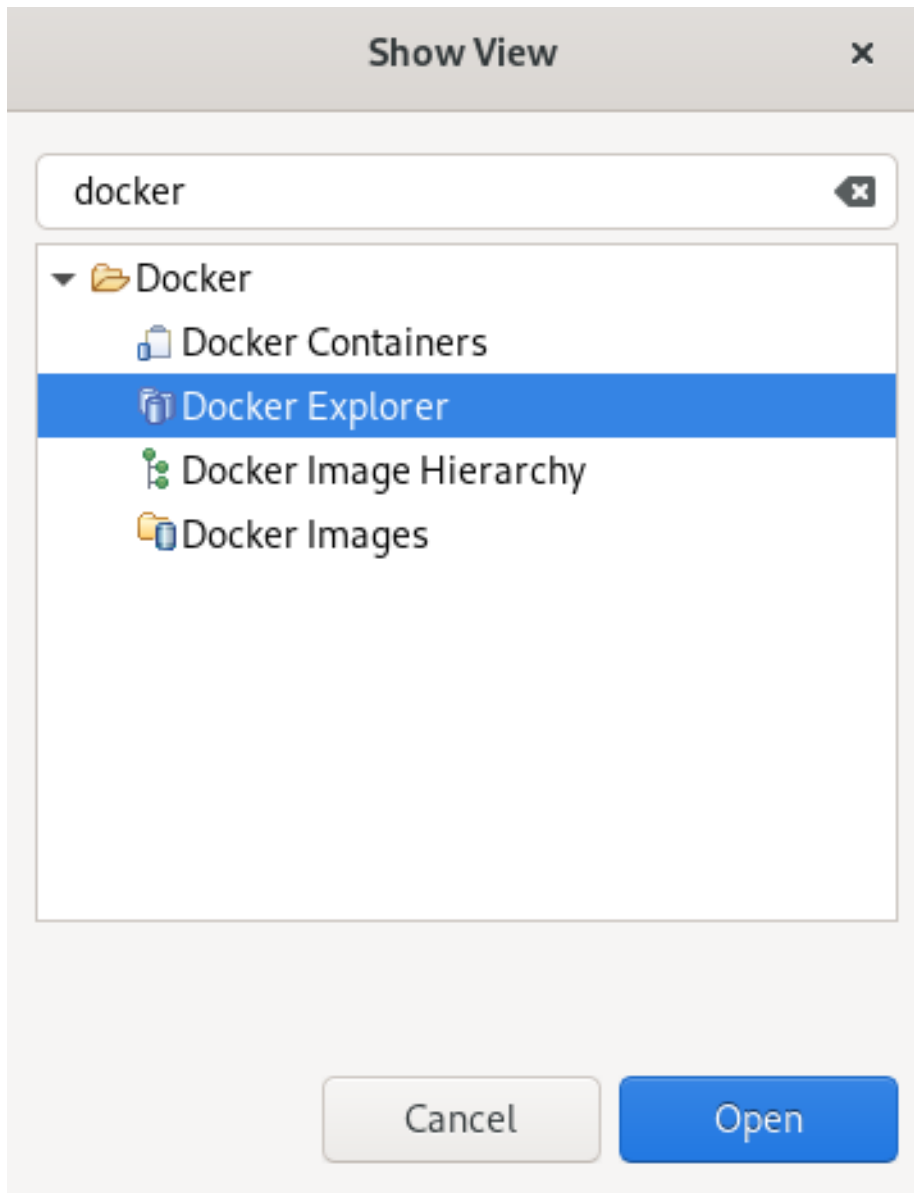 Show View
docker
Docker
Docker Containers
Docker Explorer
Docker Image Hierarchy
Docker Images
Cancel
Open